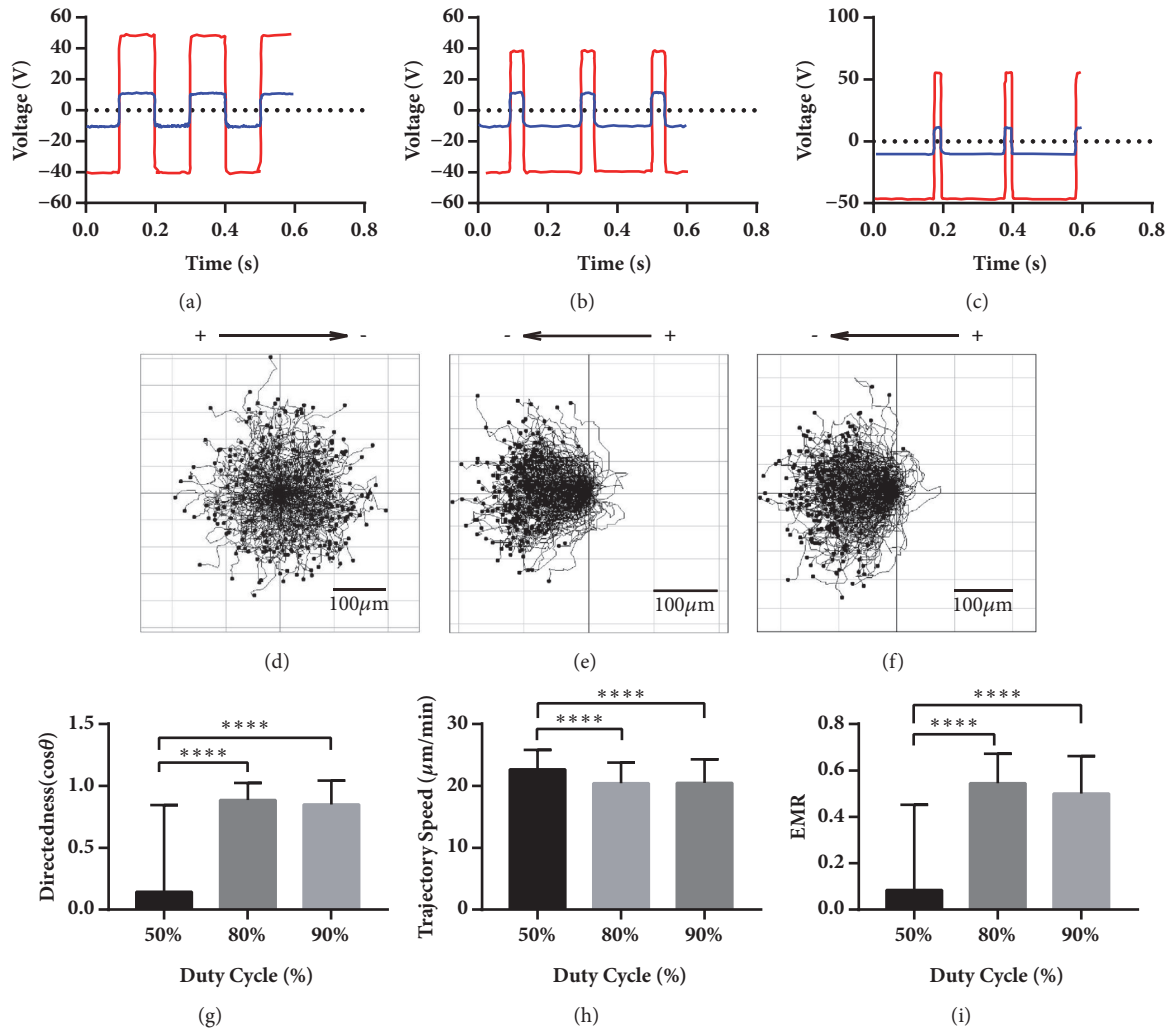 60
40
20
0
−20
−40
−60
Voltage (V)
0.0 0.2 0.4 0.6 0.8
Time (s)
(a)
60
40
20
0
−20
−40
−60
Voltage (V)
0.0 0.2 0.4 0.6 0.8
Time (s)
(b)
100
50
0
−50
Voltage (V)
0.0 0.2 0.4 0.6 0.8
Time (s)
(c)
+ -
100μm
(d)
- +
100μm
(e)
- +
100μm
(f)
1.5
1.0
0.5
0.0
Directedness(cosθ)
****
****
50% 80% 90%
Duty Cycle (%)
(g)
30
20
10
0
Trajectory Speed (μm/min)
****
****
50% 80% 90%
Duty Cycle (%)
(h)
0.8
0.6
0.4
0.2
0.0
EMR
****
****
50% 80% 90%
Duty Cycle (%)
(i)